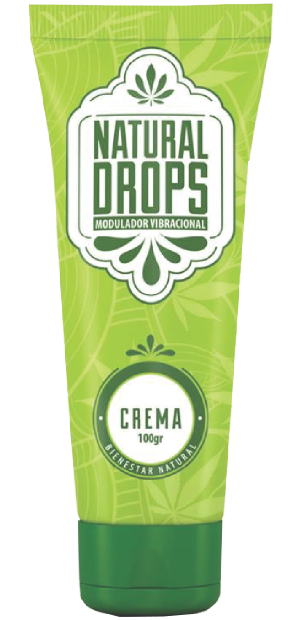 NATURAL
DROPS
MODULADOR VIBRACIONAL
CREMA
100gr
BIENESTAR NATURAL